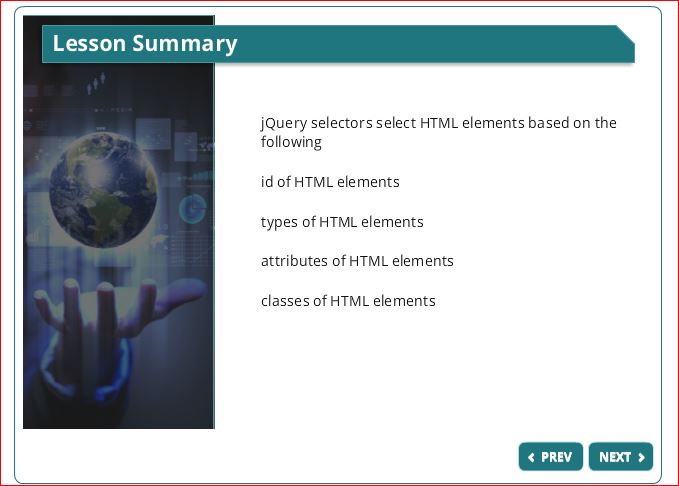 Lesson Summary
jQuery selectors select HTML elements based on the
following
id of HTML elements
types of HTML elements
attributes of HTML elements
classes of HTML elements
PREV
NEXT